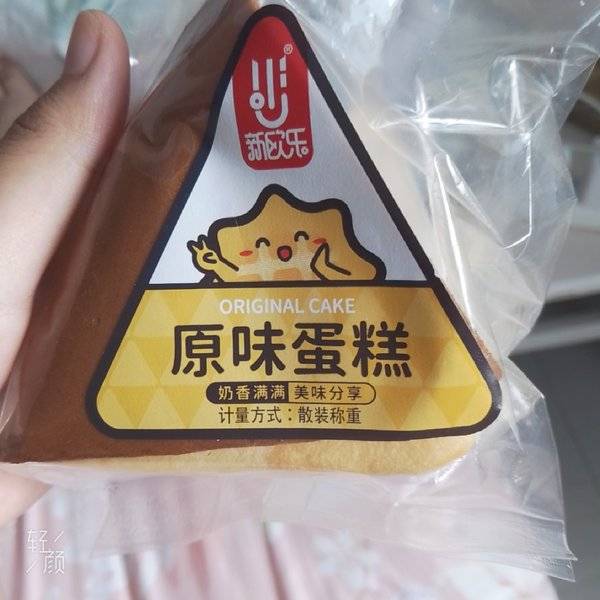 ®
新欧乐
ORIGINAL CAKE
原味蛋糕
奶香满满 美味分享
计量方式：散装称重
轻颜